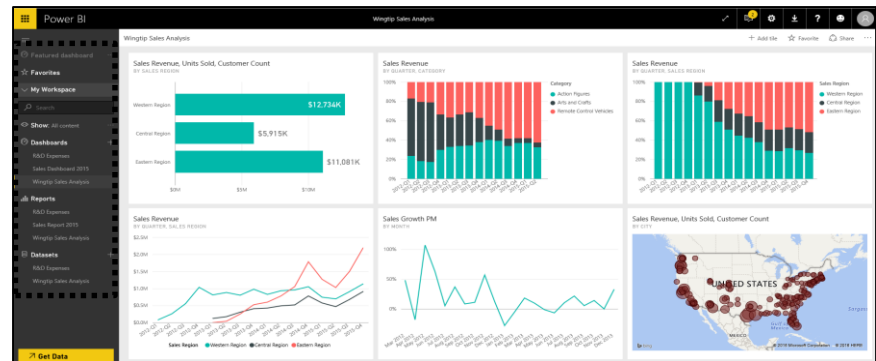 Power BI
Wingtip Sales Analysis
2
?
Wingtip Sales Analysis
+ Add tile
Favorite
Share
...
Featured dashboard
Favorites
My Workspace
Search
Show: All content
Dashboards
R&D Expenses
Sales Dashboard 2015
Wingtip Sales Analysis
Reports
R&D Expenses
Sales Report 2015
Wingtip Sales Analysis
Datasets
R&D Expenses
Wingtip Sales Analysis
Get Data
Sales Revenue, Units Sold, Customer Count
BY SALES REGION
Western Region
$12,734K
Central Region
$5,915K
Eastern Region
$11,081K
$0M
$5M
$10M
Sales Revenue
BY QUARTER, CATEGORY
100%
80%
60%
40%
20%
0%
Category
Action Figures
Arts and Crafts
Remote Control Vehicles
Sales Revenue
BY QUARTER, SALES REGION
100%
80%
60%
40%
20%
0%
Sales Region
Western Region
Central Region
Eastern Region
Sales Revenue
BY QUARTER, SALES REGION
$2.5M
$2.0M
$1.5M
$1.0M
$0.5M
$0.0M
Sales Region Western Region Central Region Eastern Region
Sales Growth PM
BY MONTH
100%
50%
0%
Sales Revenue, Units Sold, Customer Count
BY CITY
UNITED STATES
MEXICO